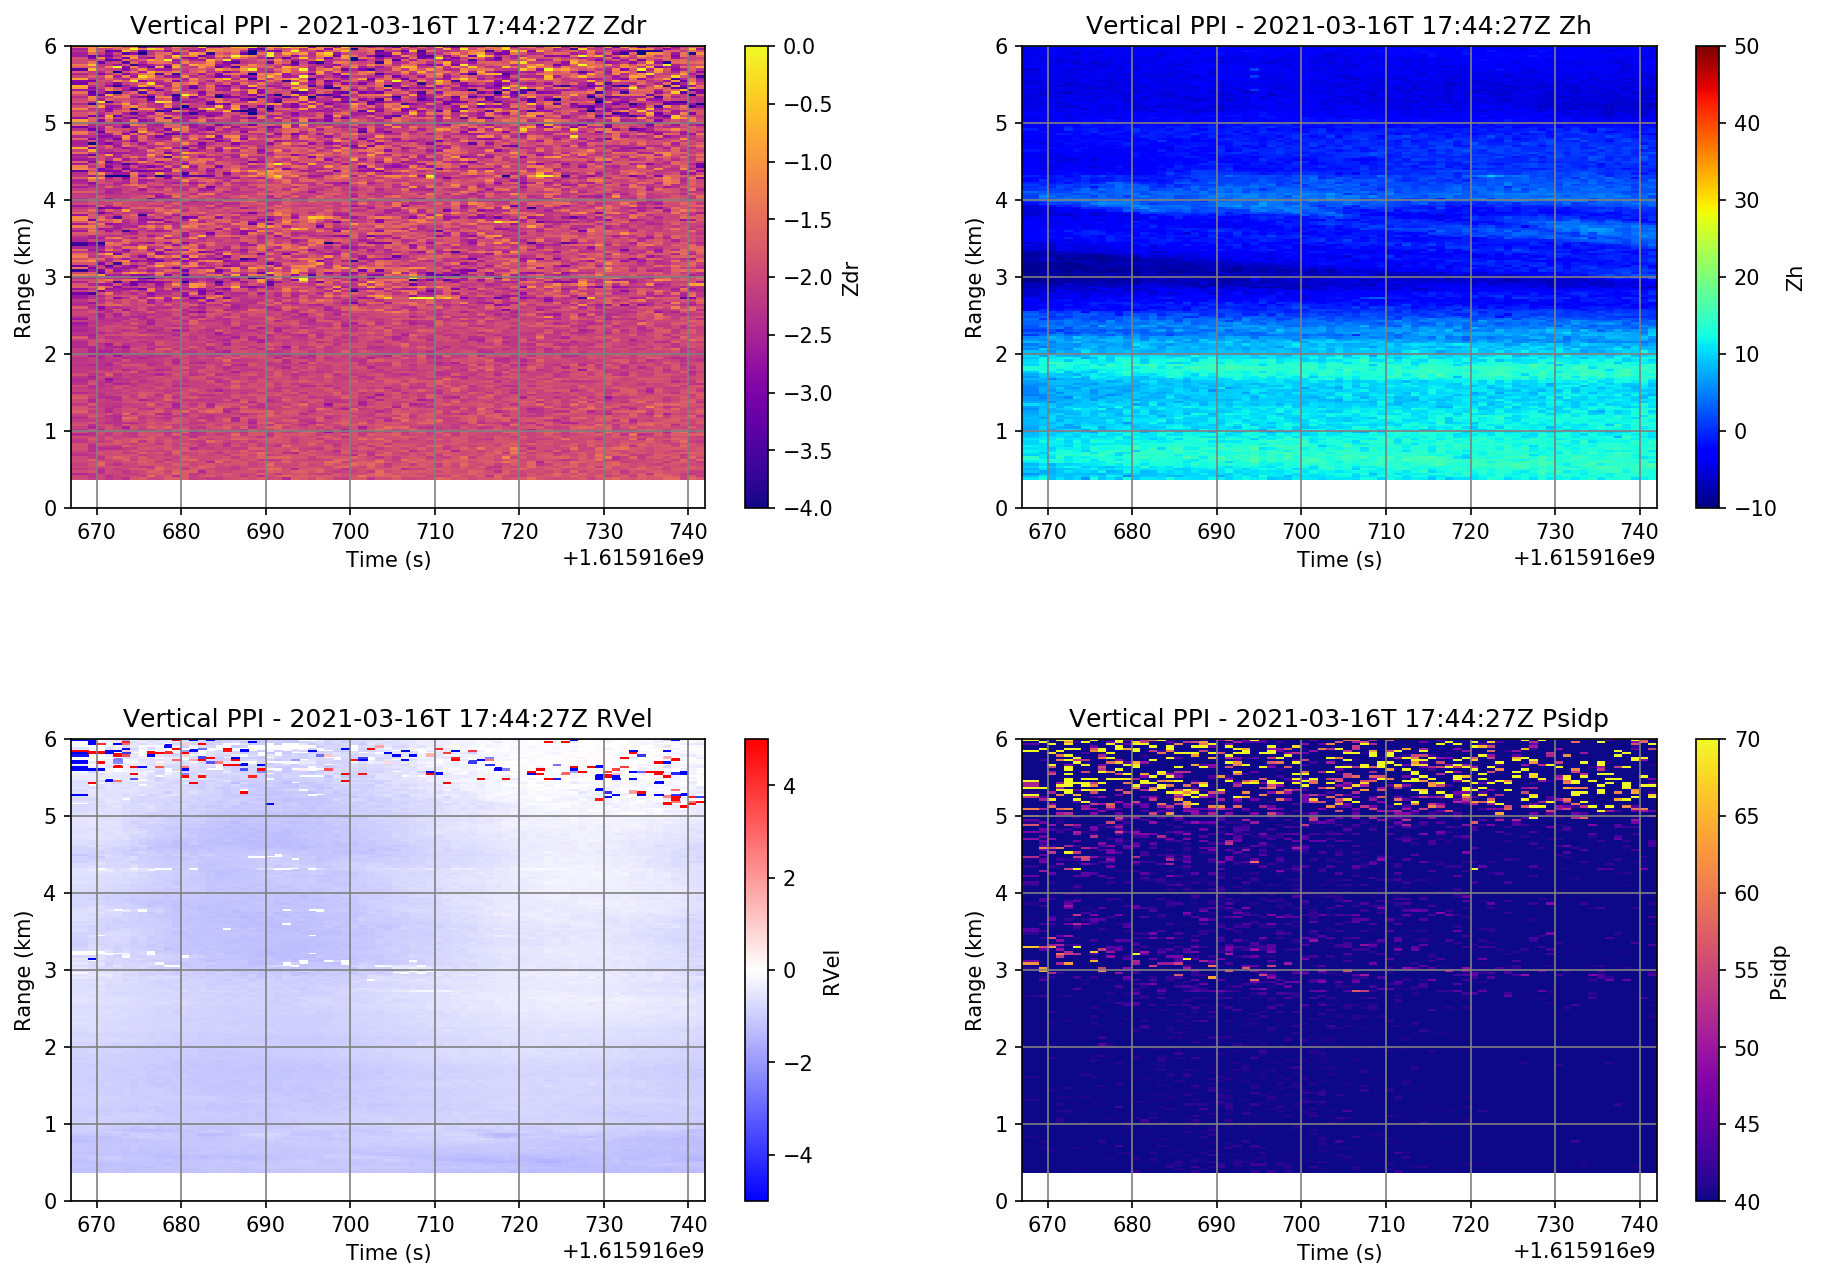 Vertical PPI - 2021-03-16T 17:44:27Z Zdr
6
5
4
3
2
1
0
Range (km)
670 680 690 700 710 720 730 740
Time (s)
+1.615916e9
0.0
−0.5
−1.0
−1.5
−2.0
−2.5
−3.0
−3.5
−4.0
Zdr
Vertical PPI - 2021-03-16T 17:44:27Z Zh
6
5
4
3
2
1
0
Range (km)
670 680 690 700 710 720 730 740
Time (s)
+1.615916e9
50
40
30
20
10
0
−10
Zh
Vertical PPI - 2021-03-16T 17:44:27Z RVel
6
5
4
3
2
1
0
Range (km)
670 680 690 700 710 720 730 740
Time (s)
+1.615916e9
4
2
0
−2
−4
RVel
Vertical PPI - 2021-03-16T 17:44:27Z Psidp
6
5
4
3
2
1
0
Range (km)
670 680 690 700 710 720 730 740
Time (s)
+1.615916e9
70
65
60
55
50
45
40
Psidp